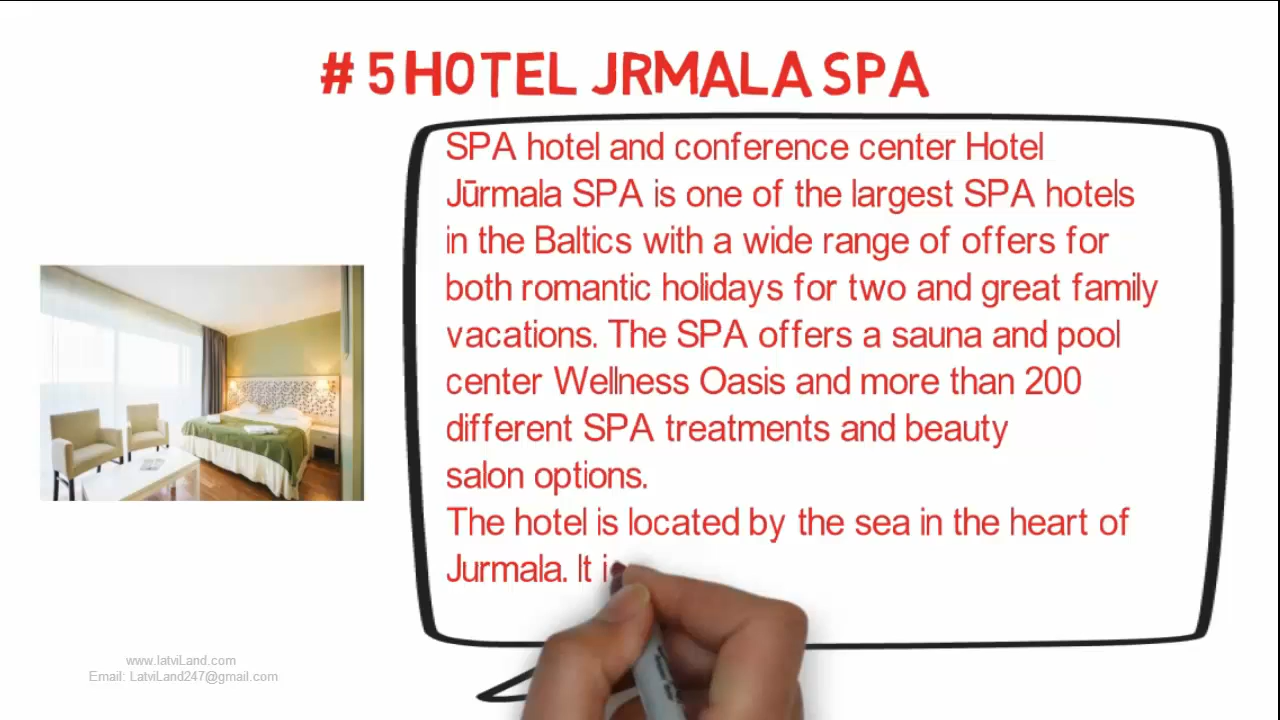 # 5 HOTEL JRMALA SPA
SPA hotel and conference center Hotel
Jūrmala SPA is one of the largest SPA hotels
in the Baltics with a wide range of offers for
both romantic holidays for two and great family
vacations. The SPA offers a sauna and pool
center Wellness Oasis and more than 200
different SPA treatments and beauty
salon options.
The hotel is located by the sea in the heart of
Jurmala. It i
www.latviLand.com
Email: LatviLand247@gmail.com